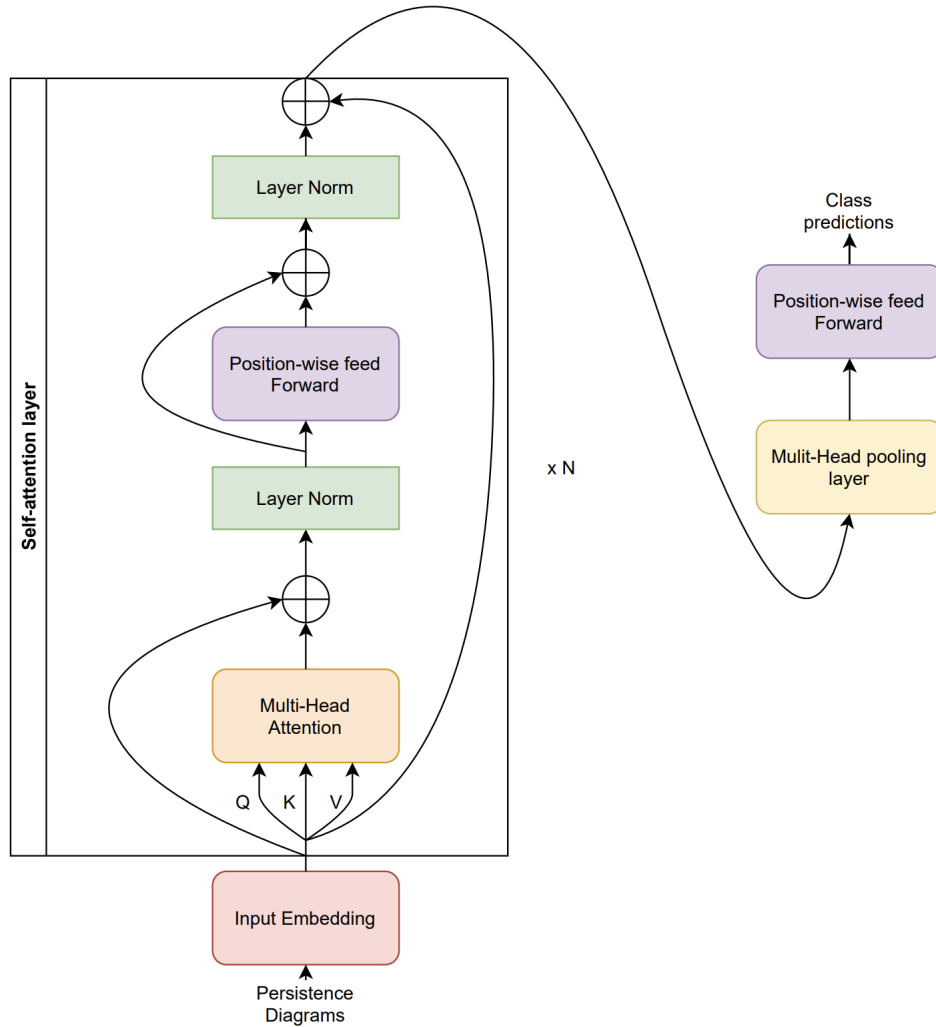 Layer Norm
Class
predictions
Position-wise feed
Forward
Position-wise feed
Forward
Self-attention layer
Mulit-Head pooling
layer
x N
Layer Norm
Multi-Head
Attention
Q
K
V
Input Embedding
Persistence
Diagrams